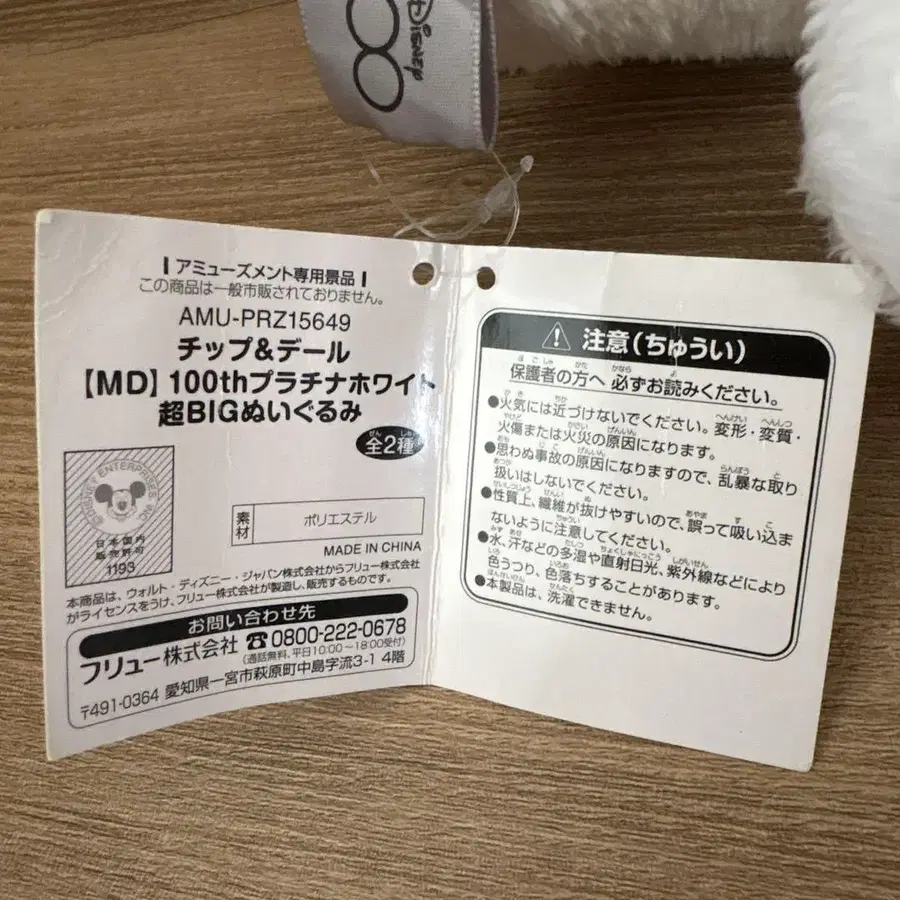 Disney
100
アミューズメント専用景品
この商品は一般市販されておりません。
AMU-PRZ15649
チップ&デール
【MD】100thプラチナホワイト
超BIGぬいぐるみ
全2種
©DISNEY ENTERPRISES INC.
日本国内
販売許可
1193
素材
ポリエステル
MADE IN CHINA
本商品は、ウォルト・ディズニー・ジャパン株式会社からフリュー株式会社
がライセンスをうけ、フリュー株式会社が製造し、販売するものです。
お問い合わせ先
フリュー株式会社 ☎0800-222-0678
(通話無料、平日10:00〜18:00受付)
〒491-0364 愛知県一宮市萩原町中島字流3-1 4階
注意(ちゅうい)
保護者の方へ 必ずお読みください。
●火気には近づけないでください。変形・変質・
火傷または火災の原因になります。
●思わぬ事故の原因になりますので、乱暴な取り
扱いはしないでください。
●性質上、繊維が抜けやすいので、誤って吸い込ま
ないように注意してください。
●水、汗などの多湿や直射日光、紫外線などにより
色うつり、色落ちすることがあります。
●本製品は、洗濯できません。